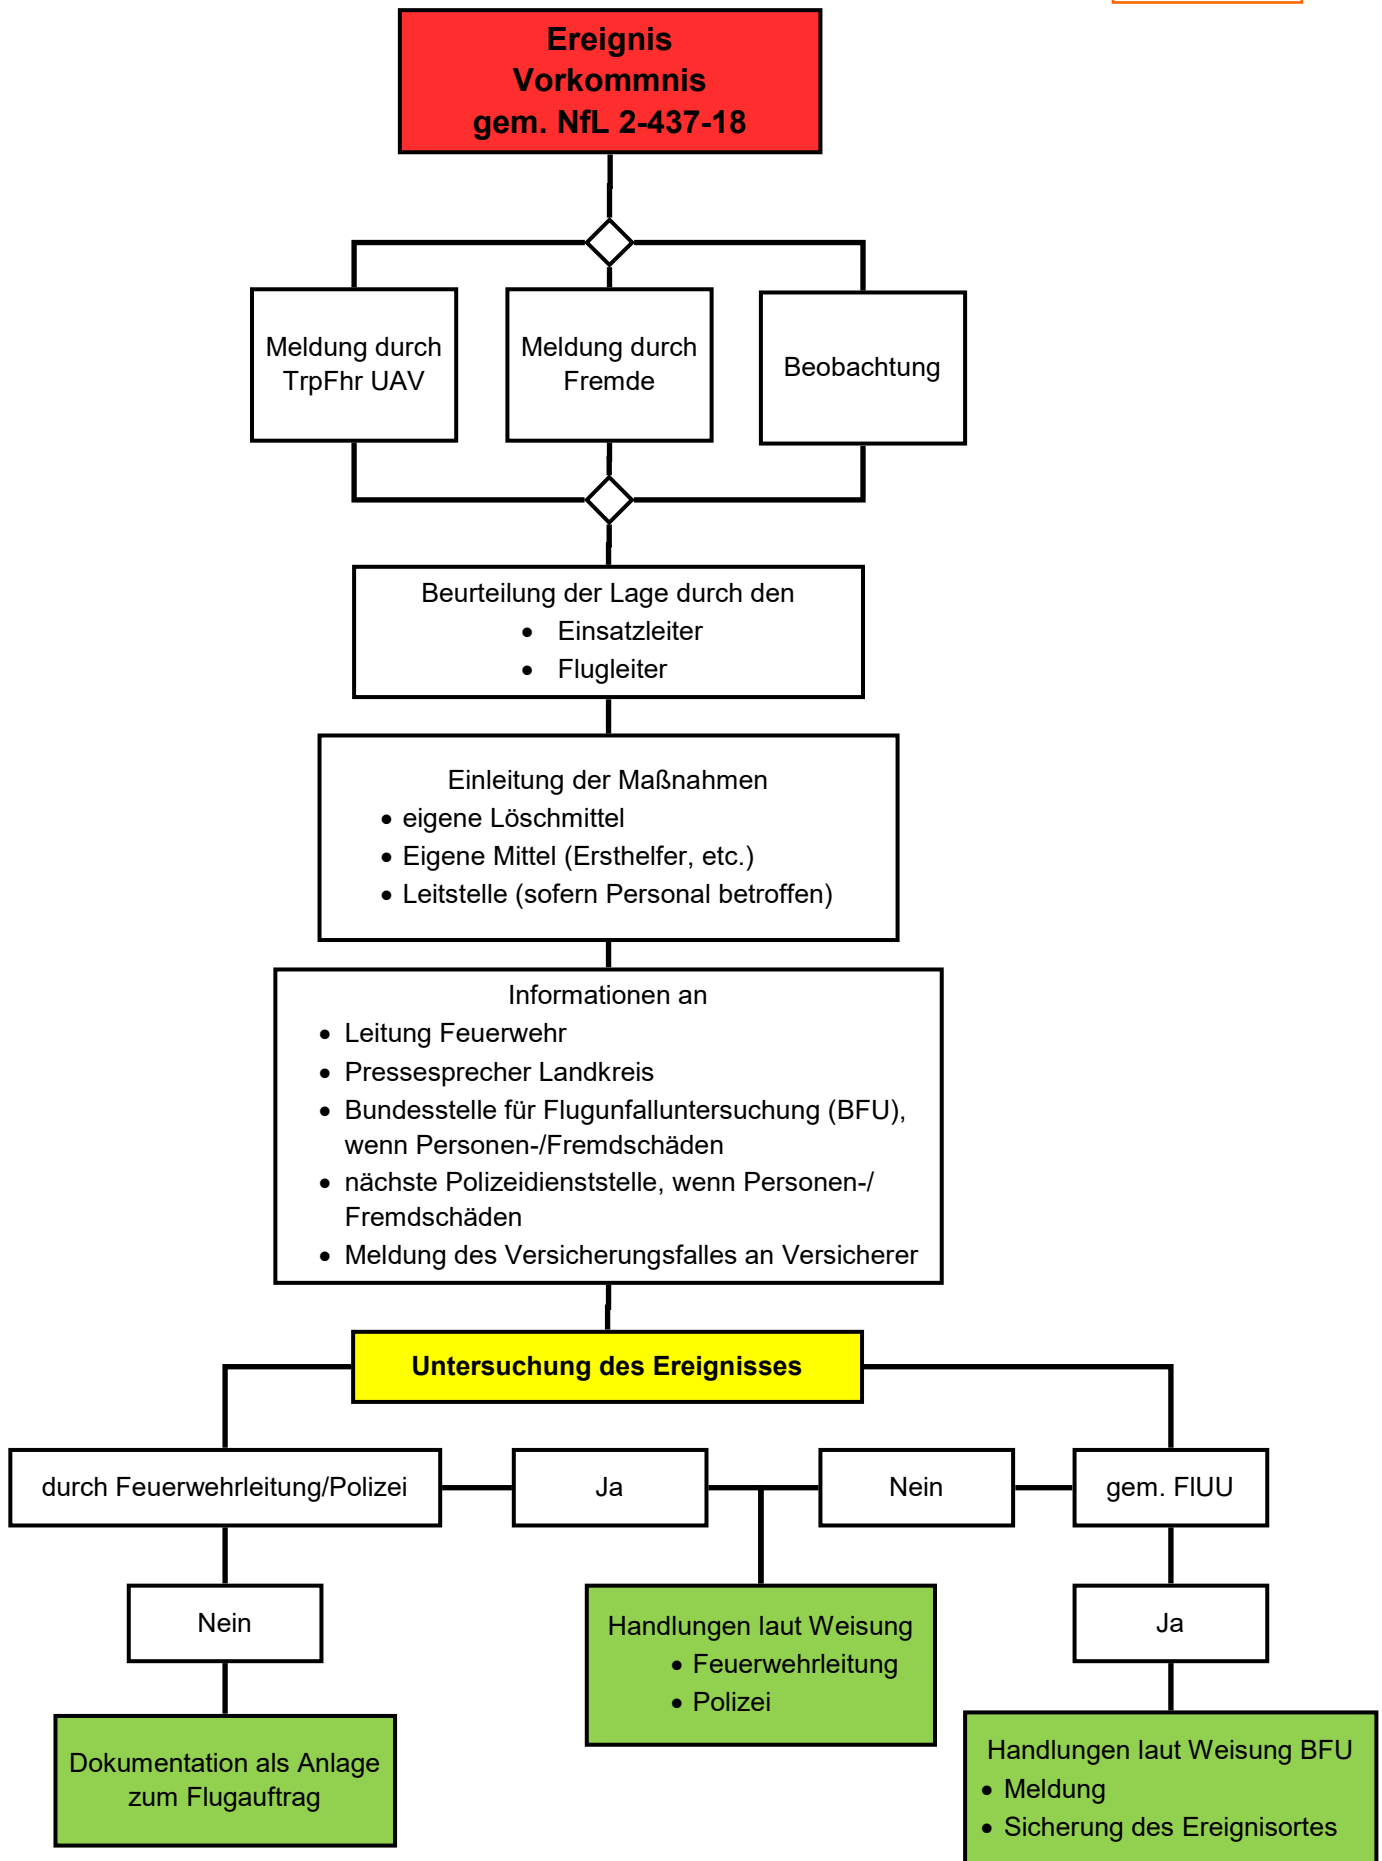 Ereignis
Vorkommnis
gem. NfL 2-437-18
Meldung durch
TrpFhr UAV
Meldung durch
Fremde
Beobachtung
Beurteilung der Lage durch den
• Einsatzleiter
• Flugleiter
Einleitung der Maßnahmen
• eigene Löschmittel
• Eigene Mittel (Ersthelfer, etc.)
• Leitstelle (sofern Personal betroffen)
Informationen an
• Leitung Feuerwehr
• Pressesprecher Landkreis
• Bundesstelle für Flugunfalluntersuchung (BFU),
wenn Personen-/Fremdschäden
• nächste Polizeidienststelle, wenn Personen-/
Fremdschäden
• Meldung des Versicherungsfalles an Versicherer
Untersuchung des Ereignisses
durch Feuerwehrleitung/Polizei
Ja
Nein
gem. FlUU
Nein
Handlungen laut Weisung
• Feuerwehrleitung
• Polizei
Ja
Dokumentation als Anlage
zum Flugauftrag
Handlungen laut Weisung BFU
• Meldung
• Sicherung des Ereignisortes